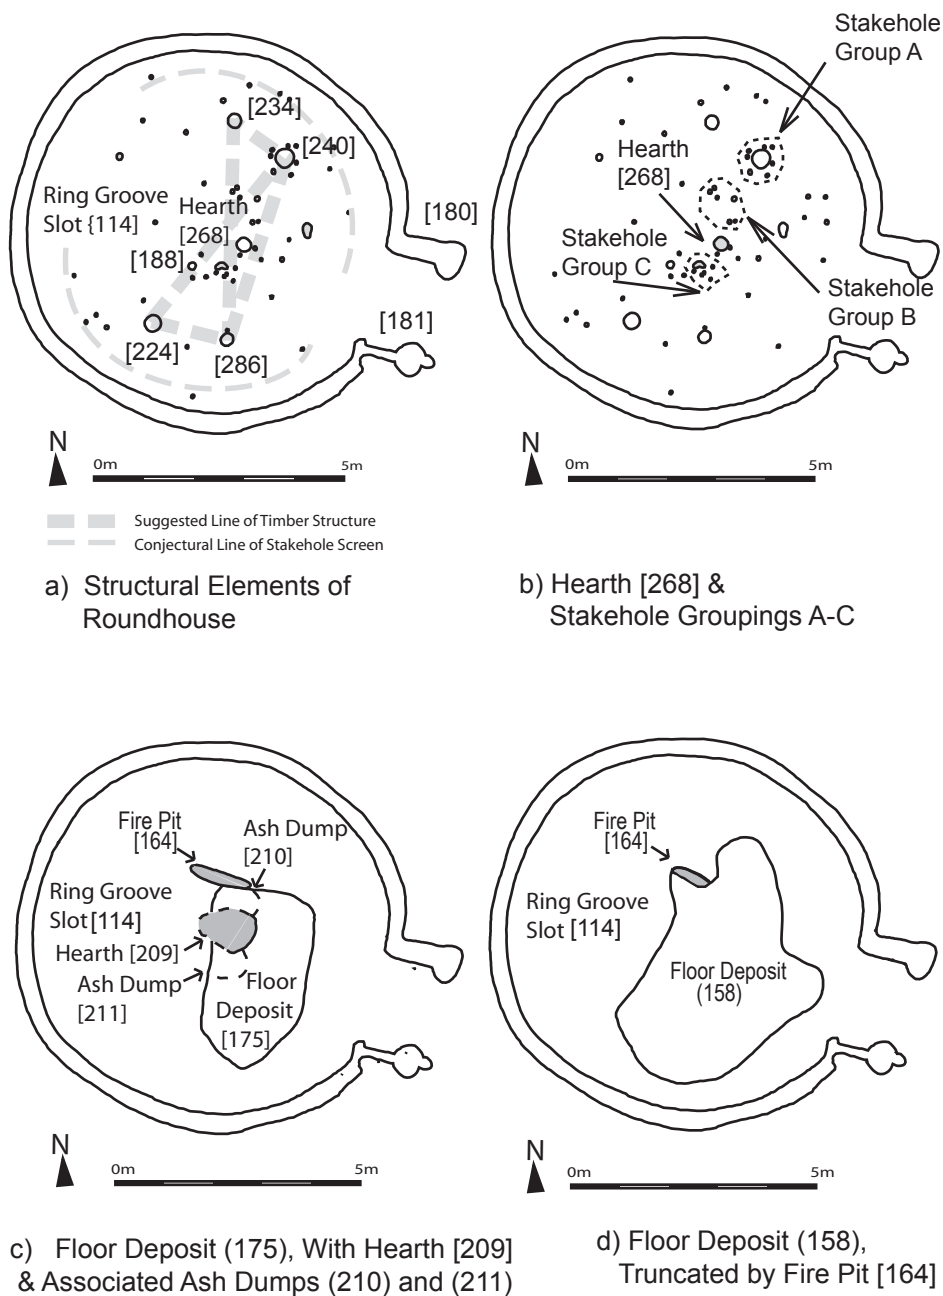 [234]
[240]
Ring Groove
Slot {114]
Hearth
[268]
[188]
[180]
[181]
[224]
[286]
N
0m
5m
Suggested Line of Timber Structure
Conjectural Line of Stakehole Screen
a) Structural Elements of
Roundhouse
Stakehole
Group A
Hearth
[268]
Stakehole
Group C
Stakehole
Group B
N
0m
5m
b) Hearth [268] &
Stakehole Groupings A-C
Fire Pit
[164]
Ash Dump
[210]
Ring Groove
Slot [114]
Hearth [209]
Ash Dump
[211]
Floor
Deposit
[175]
N
0m
5m
c) Floor Deposit (175), With Hearth [209]
& Associated Ash Dumps (210) and (211)
Fire Pit
[164]
Ring Groove
Slot [114]
Floor Deposit
(158)
N
0m
5m
d) Floor Deposit (158),
Truncated by Fire Pit [164]